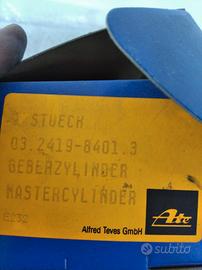 1 STUECK
03.2419-8401.3
GEBERZYLINDER
MASTERCYLINDER
Ate
Alfred Teves GmbH
subito